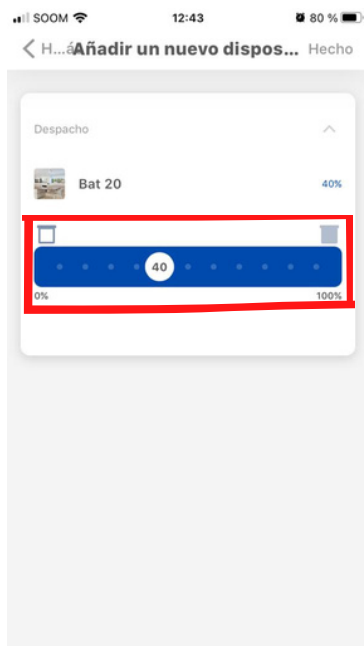 SOOM 12:43 80 %
H...á Añadir un nuevo dispos... Hecho
Despacho
Bat 20 40%
40
0% 100%